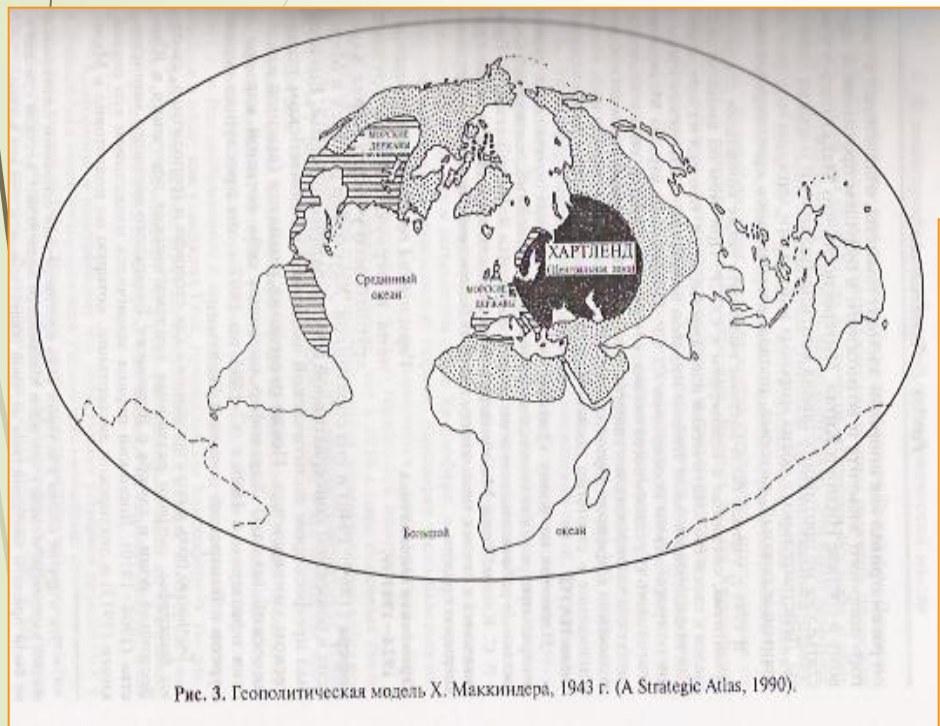 МОРСКИЕ
ДЕРЖАВЫ
ХАРТЛЕНД
(Центральная зона)
Срединный
океан
МОРСКИЕ
ДЕРЖАВЫ
Большой океан
Рис. 3. Геополитическая модель Х. Маккиндера, 1943 г. (A Strategic Atlas, 1990).